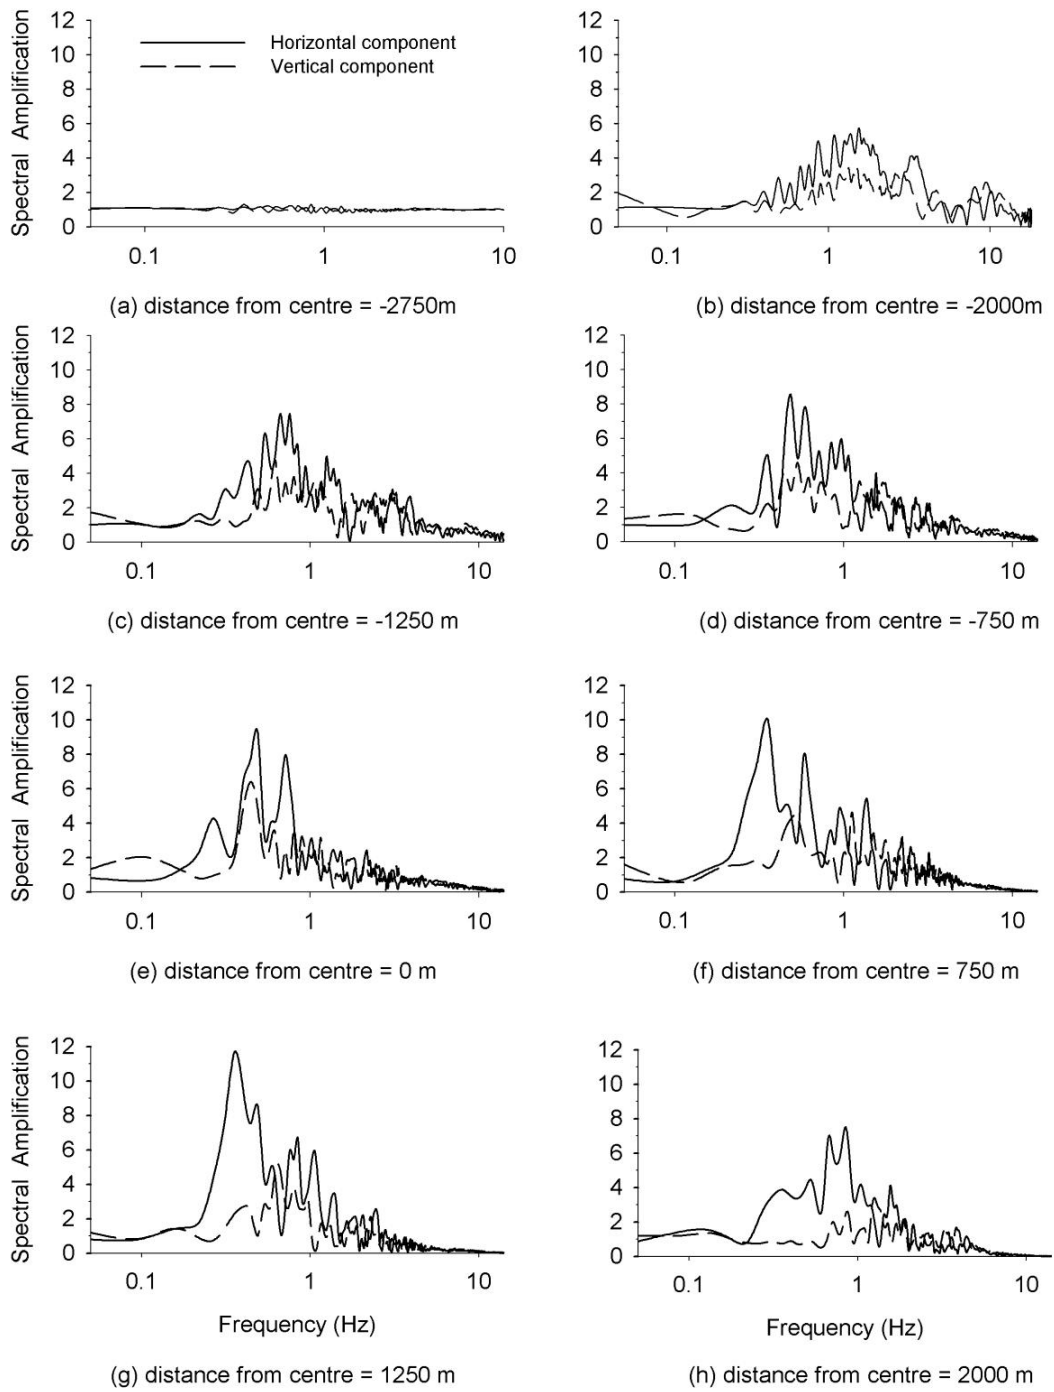 Spectral Amplification
12
10
8
6
4
2
0
Horizontal component
Vertical component
0.1 1 10
(a) distance from centre = -2750m
12
10
8
6
4
2
0
0.1 1 10
(b) distance from centre = -2000m
Spectral Amplification
12
10
8
6
4
2
0
0.1 1 10
(c) distance from centre = -1250 m
12
10
8
6
4
2
0
0.1 1 10
(d) distance from centre = -750 m
Spectral Amplification
12
10
8
6
4
2
0
0.1 1 10
(e) distance from centre = 0 m
12
10
8
6
4
2
0
0.1 1 10
(f) distance from centre = 750 m
Spectral Amplification
12
10
8
6
4
2
0
0.1 1 10
Frequency (Hz)
(g) distance from centre = 1250 m
12
10
8
6
4
2
0
0.1 1 10
Frequency (Hz)
(h) distance from centre = 2000 m